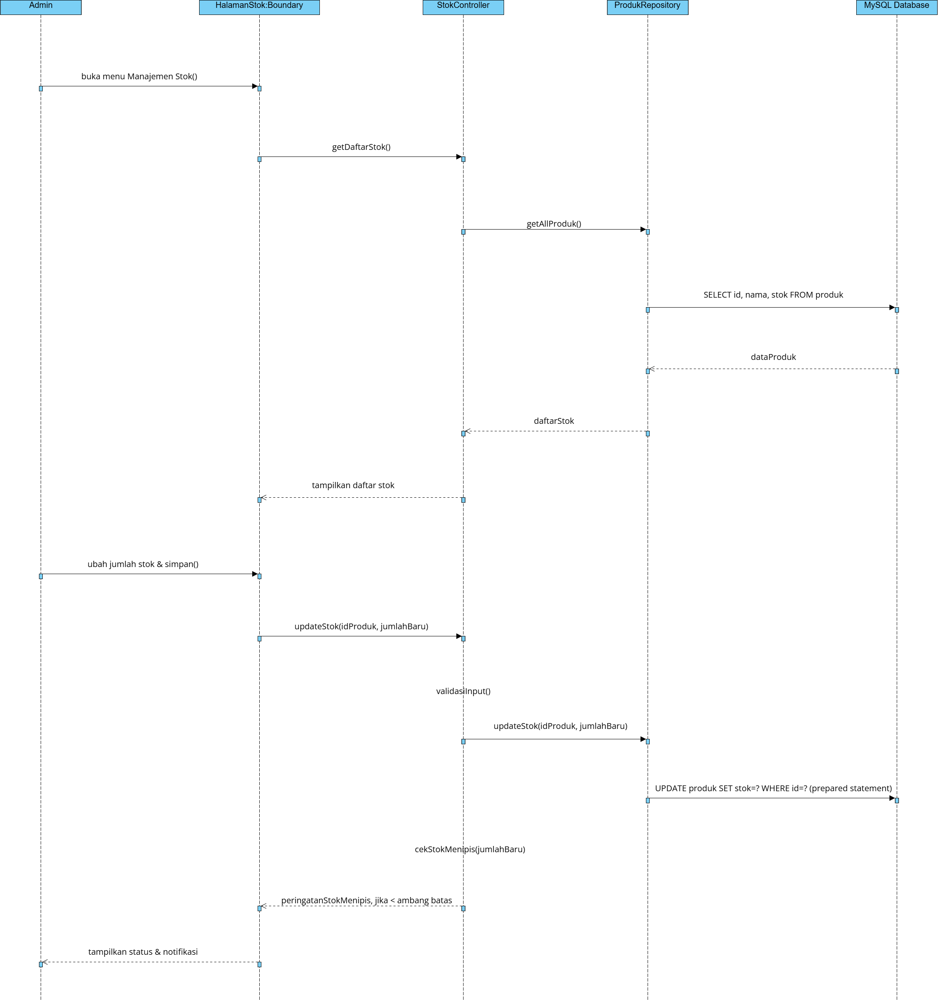 Admin
HalamanStok:Boundary
StokController
ProdukRepository
MySQL Database
buka menu Manajemen Stok()
getDaftarStok()
getAllProduk()
SELECT id, nama, stok FROM produk
dataProduk
daftarStok
tampilkan daftar stok
ubah jumlah stok & simpan()
updateStok(idProduk, jumlahBaru)
validasiInput()
updateStok(idProduk, jumlahBaru)
UPDATE produk SET stok=? WHERE id=? (prepared statement)
cekStokMenipis(jumlahBaru)
peringatanStokMenipis, jika < ambang batas
tampilkan status & notifikasi